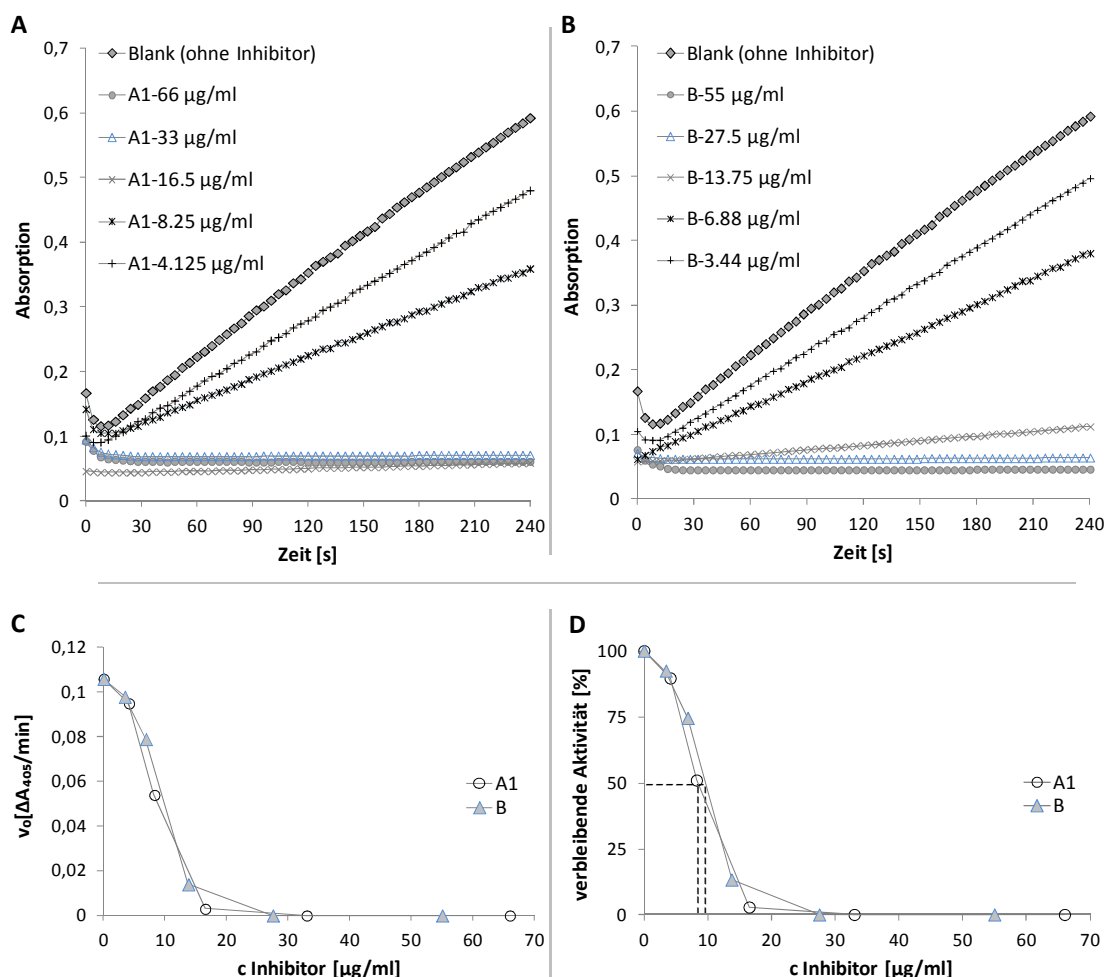 A
0,7
0,6
0,5
0,4
0,3
0,2
0,1
0
Absorption
Blank (ohne Inhibitor)
A1-66 µg/ml
A1-33 µg/ml
A1-16.5 µg/ml
A1-8.25 µg/ml
A1-4.125 µg/ml
0 30 60 90 120 150 180 210 240
Zeit [s]
B
0,7
0,6
0,5
0,4
0,3
0,2
0,1
0
Absorption
Blank (ohne Inhibitor)
B-55 µg/ml
B-27.5 µg/ml
B-13.75 µg/ml
B-6.88 µg/ml
B-3.44 µg/ml
0 30 60 90 120 150 180 210 240
Zeit [s]
C
0,12
0,1
0,08
0,06
0,04
0,02
0
v₀[ΔA₄₀₅/min]
A1
B
0 10 20 30 40 50 60 70
c Inhibitor [µg/ml]
D
100
75
50
25
0
verbleibende Aktivität [%]
A1
B
0 10 20 30 40 50 60 70
c Inhibitor [µg/ml]